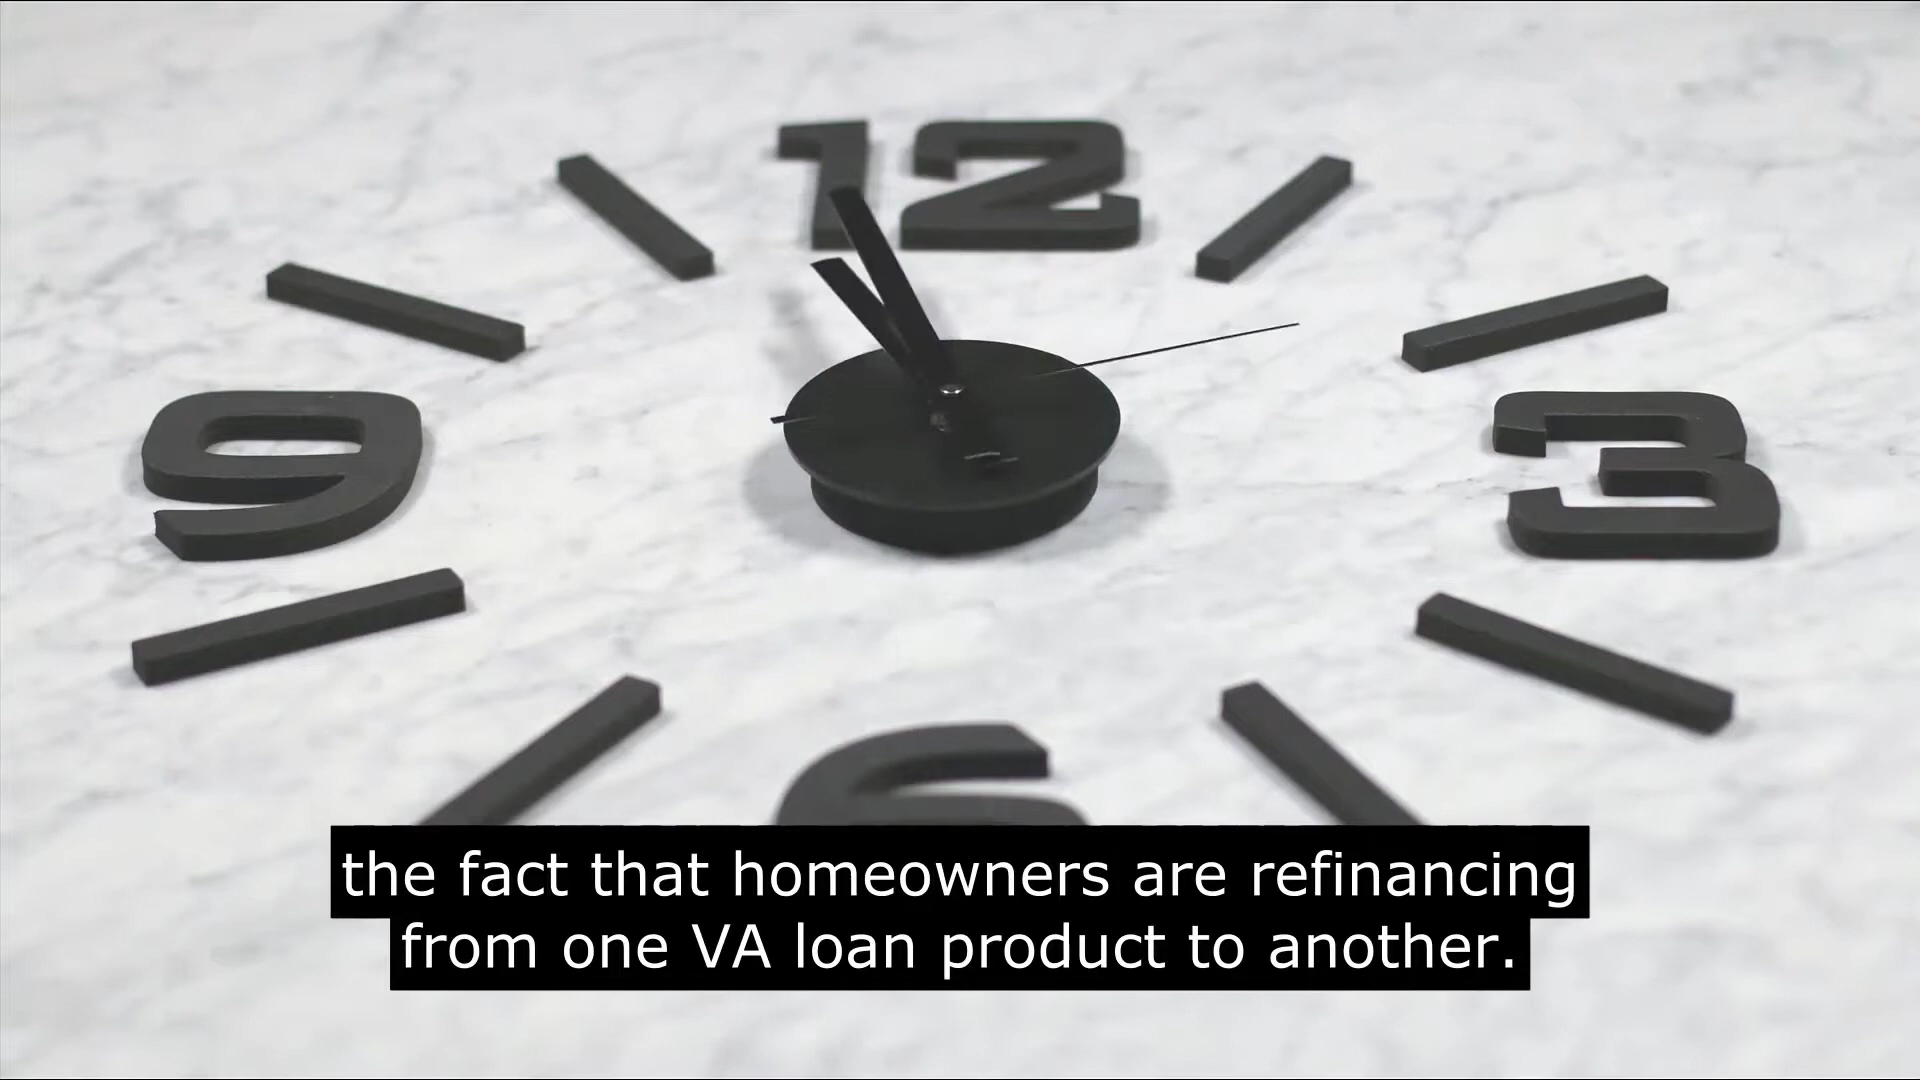 12
9
3
6
the fact that homeowners are refinancing
from one VA loan product to another.